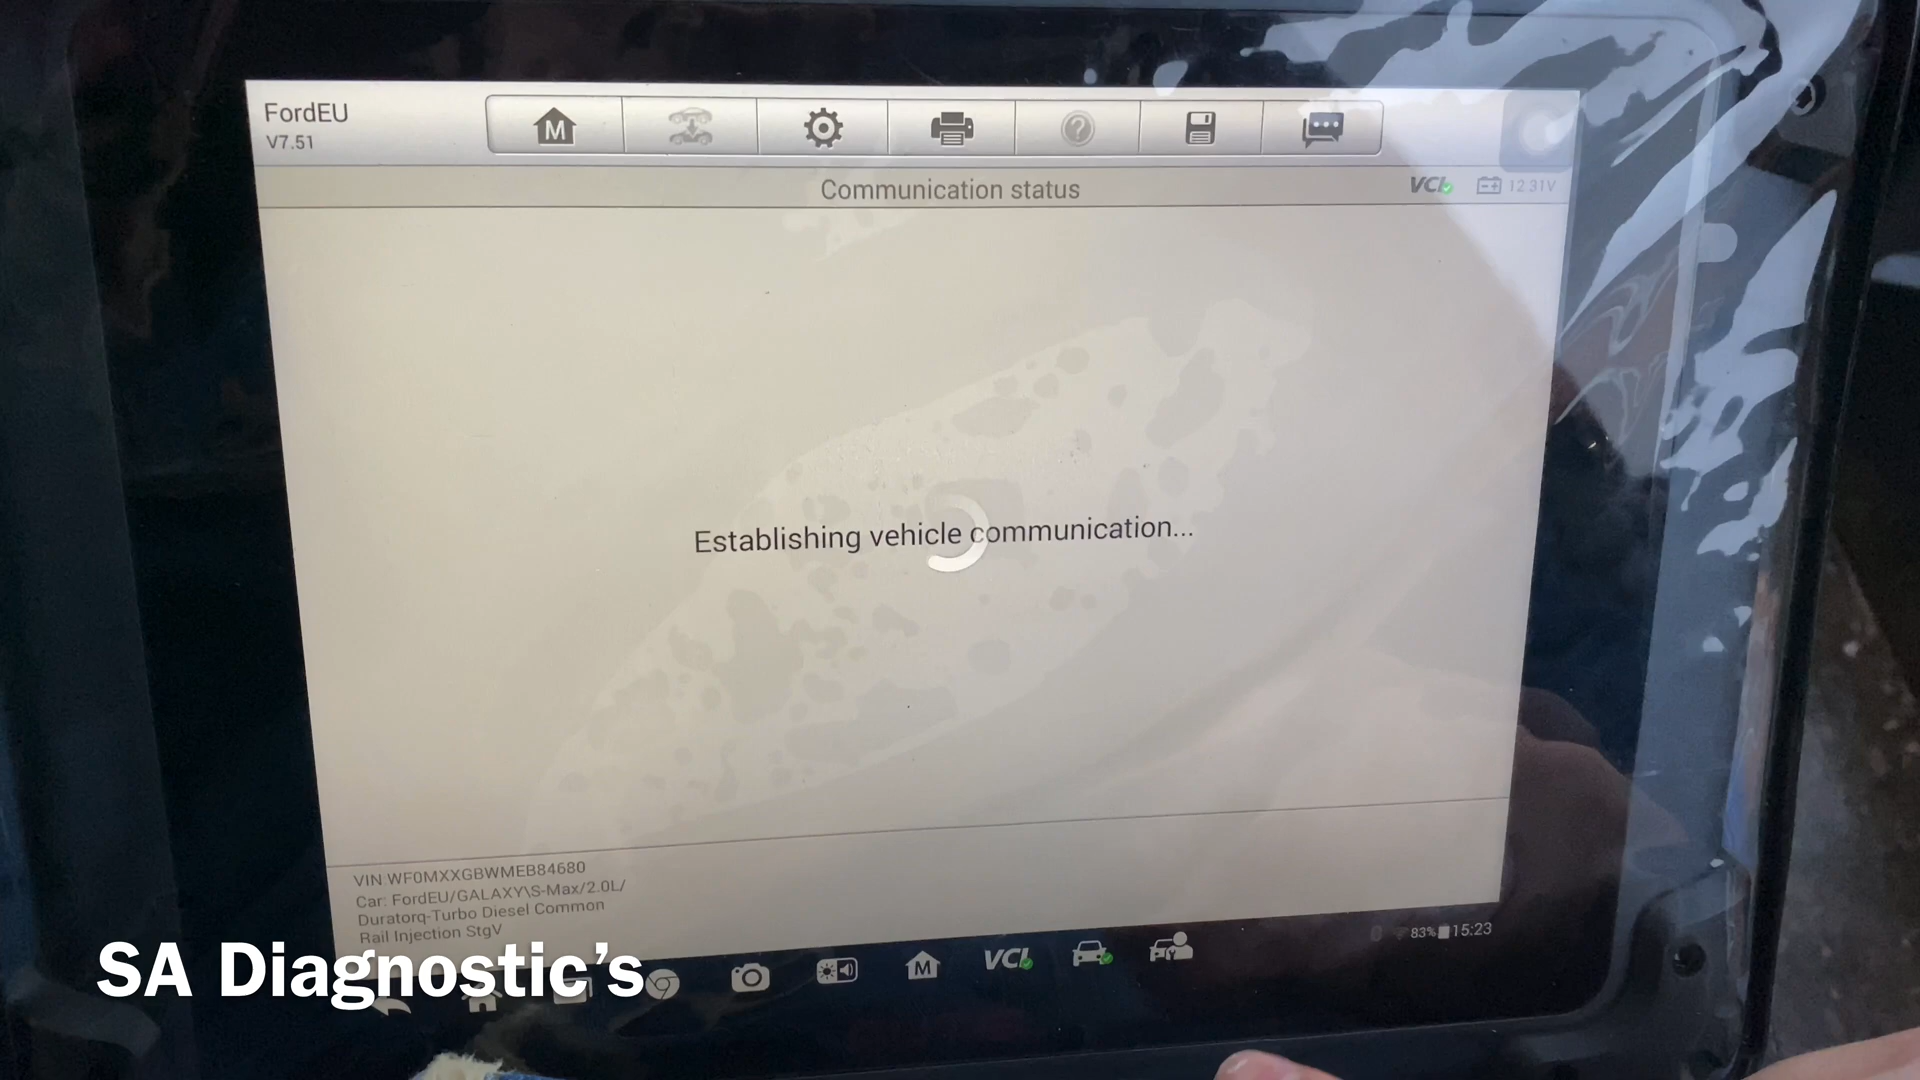 FordEU
V7.51
M
?
Communication status
VCI
12.31V
Establishing vehicle communication...
VIN:WF0MXXGBWMEB84680
Car: FordEU/GALAXY\S-Max/2.0L/
Duratorq-Turbo Diesel Common
Rail Injection StgV
83% 15:23
M
VCI
SA Diagnostic's